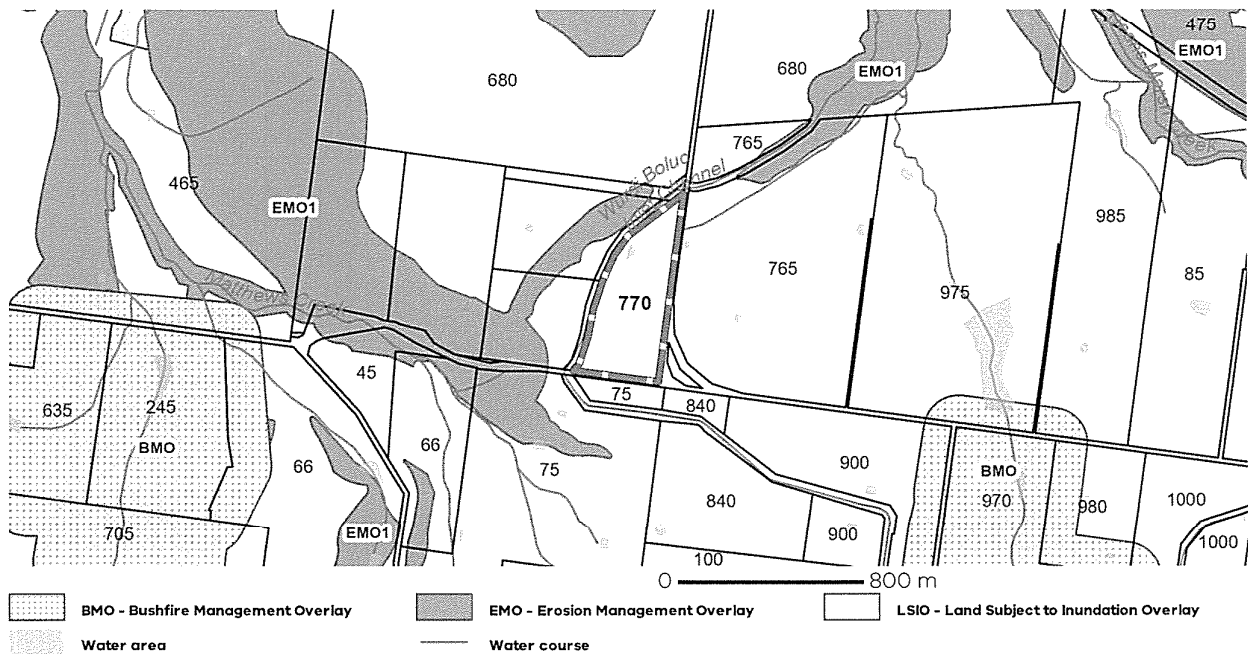 475
EMO1
680
680
EMO1
765
465
EMO1
985
765
975
85
770
45
75
840
635
245
66
66
75
BMO
900
BMO
970
980
1000
840
900
1000
705
EMO1
100
0 800 m
BMO - Bushfire Management Overlay
EMO - Erosion Management Overlay
LSIO - Land Subject to Inundation Overlay
Water area
Water course